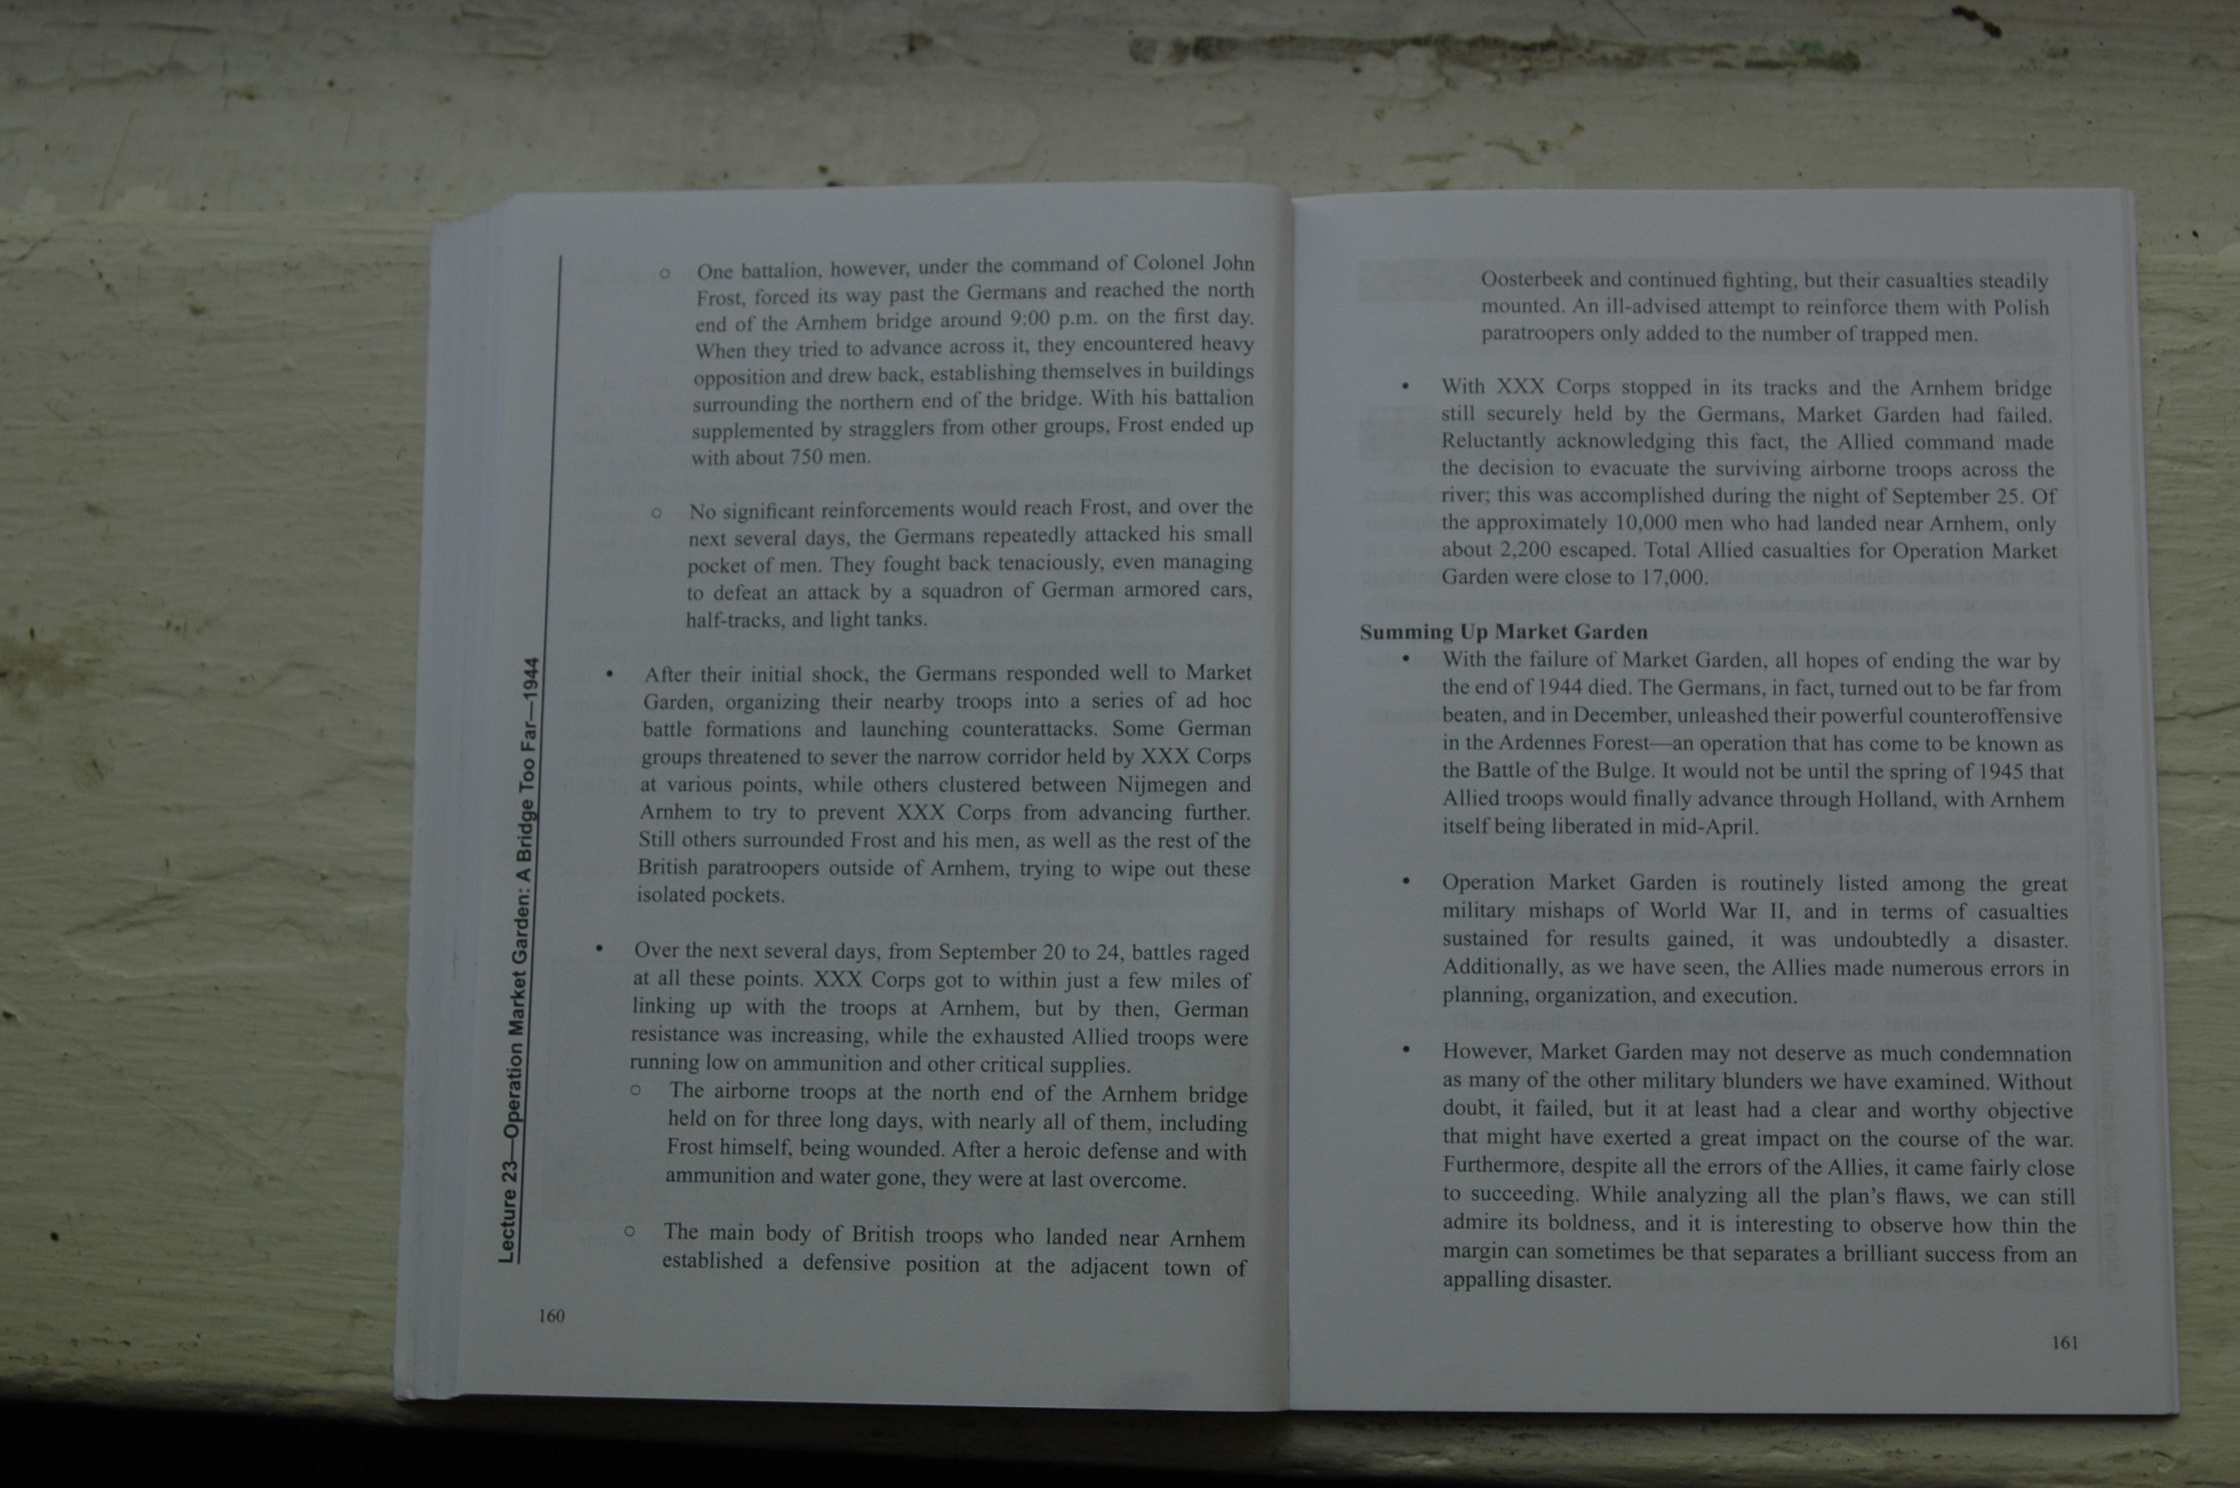 Lecture 23—Operation Market Garden: A Bridge Too Far—1944
○ One battalion, however, under the command of Colonel John
Frost, forced its way past the Germans and reached the north
end of the Arnhem bridge around 9:00 p.m. on the first day.
When they tried to advance across it, they encountered heavy
opposition and drew back, establishing themselves in buildings
surrounding the northern end of the bridge. With his battalion
supplemented by stragglers from other groups, Frost ended up
with about 750 men.
○ No significant reinforcements would reach Frost, and over the
next several days, the Germans repeatedly attacked his small
pocket of men. They fought back tenaciously, even managing
to defeat an attack by a squadron of German armored cars,
half-tracks, and light tanks.
• After their initial shock, the Germans responded well to Market
Garden, organizing their nearby troops into a series of ad hoc
battle formations and launching counterattacks. Some German
groups threatened to sever the narrow corridor held by XXX Corps
at various points, while others clustered between Nijmegen and
Arnhem to try to prevent XXX Corps from advancing further.
Still others surrounded Frost and his men, as well as the rest of the
British paratroopers outside of Arnhem, trying to wipe out these
isolated pockets.
• Over the next several days, from September 20 to 24, battles raged
at all these points. XXX Corps got to within just a few miles of
linking up with the troops at Arnhem, but by then, German
resistance was increasing, while the exhausted Allied troops were
running low on ammunition and other critical supplies.
○ The airborne troops at the north end of the Arnhem bridge
held on for three long days, with nearly all of them, including
Frost himself, being wounded. After a heroic defense and with
ammunition and water gone, they were at last overcome.
○ The main body of British troops who landed near Arnhem
established a defensive position at the adjacent town of
160
Oosterbeek and continued fighting, but their casualties steadily
mounted. An ill-advised attempt to reinforce them with Polish
paratroopers only added to the number of trapped men.
• With XXX Corps stopped in its tracks and the Arnhem bridge
still securely held by the Germans, Market Garden had failed.
Reluctantly acknowledging this fact, the Allied command made
the decision to evacuate the surviving airborne troops across the
river; this was accomplished during the night of September 25. Of
the approximately 10,000 men who had landed near Arnhem, only
about 2,200 escaped. Total Allied casualties for Operation Market
Garden were close to 17,000.
Summing Up Market Garden
• With the failure of Market Garden, all hopes of ending the war by
the end of 1944 died. The Germans, in fact, turned out to be far from
beaten, and in December, unleashed their powerful counteroffensive
in the Ardennes Forest—an operation that has come to be known as
the Battle of the Bulge. It would not be until the spring of 1945 that
Allied troops would finally advance through Holland, with Arnhem
itself being liberated in mid-April.
• Operation Market Garden is routinely listed among the great
military mishaps of World War II, and in terms of casualties
sustained for results gained, it was undoubtedly a disaster.
Additionally, as we have seen, the Allies made numerous errors in
planning, organization, and execution.
• However, Market Garden may not deserve as much condemnation
as many of the other military blunders we have examined. Without
doubt, it failed, but it at least had a clear and worthy objective
that might have exerted a great impact on the course of the war.
Furthermore, despite all the errors of the Allies, it came fairly close
to succeeding. While analyzing all the plan's flaws, we can still
admire its boldness, and it is interesting to observe how thin the
margin can sometimes be that separates a brilliant success from an
appalling disaster.
161